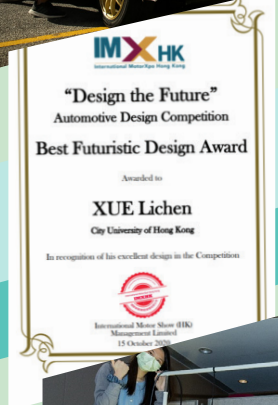 IMXHK
International MotorXpo Hong Kong
“Design the Future”
Automotive Design Competition
Best Futuristic Design Award
Awarded to
XUE Lichen
City University of Hong Kong
In recognition of his excellent design in the Competition
IMXHK
International Motor Show (HK)
Management Limited
15 October 2020